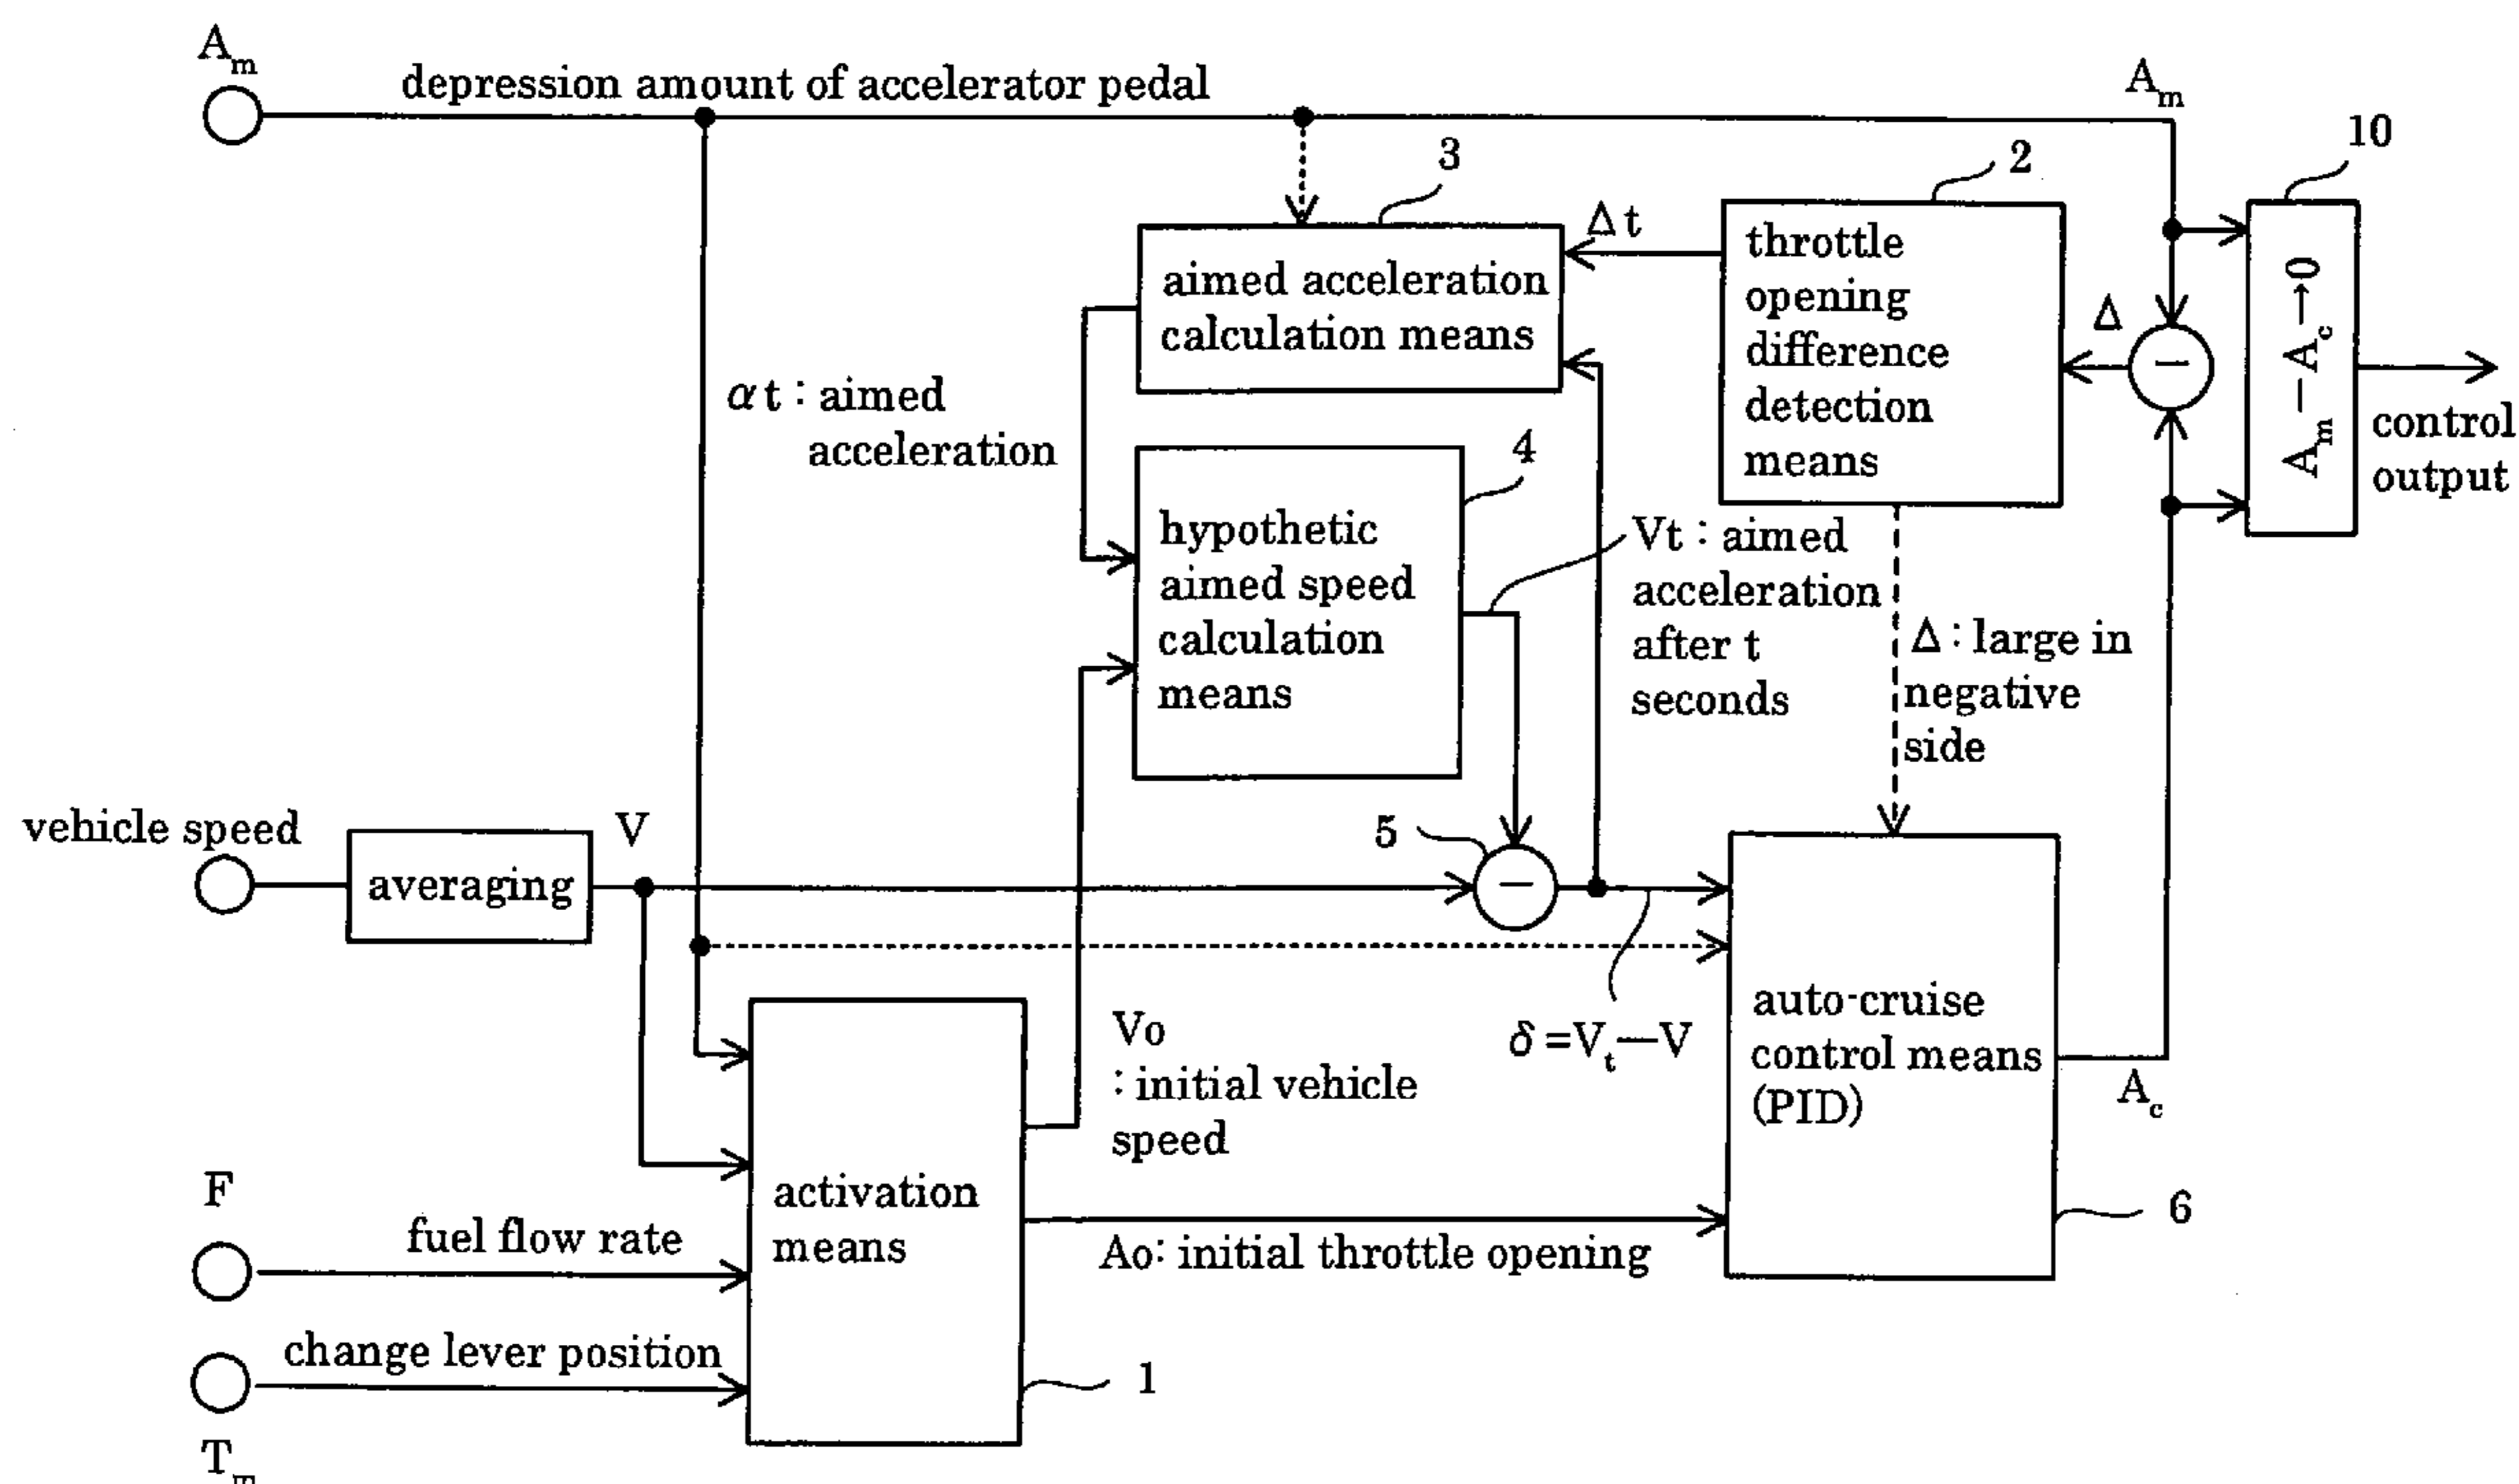 Am
depression amount of accelerator pedal
Am
10
3
2
Δt
throttle
opening
difference
detection
means
aimed acceleration
calculation means
Δ
−
Am − Ac→0
control
output
αt : aimed
acceleration
4
hypothetic
aimed speed
calculation
means
Vt : aimed
acceleration
after t
seconds
Δ : large in
negative
side
vehicle speed
averaging
V
5
−
δ=Vt—V
auto-cruise
control means
(PID)
Ac
6
Vo
: initial vehicle
speed
activation
means
F
fuel flow rate
Ao: initial throttle opening
change lever position
1